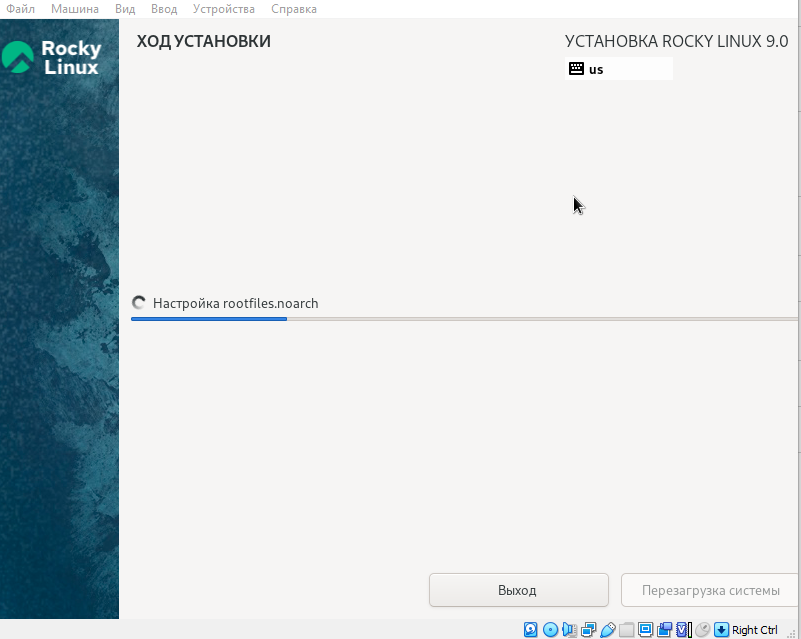 Файл Машина Вид Ввод Устройства Справка
Rocky
Linux
ХОД УСТАНОВКИ
УСТАНОВКА ROCKY LINUX 9.0
us
Настройка rootfiles.noarch
Выход
Перезагрузка системы
Right Ctrl